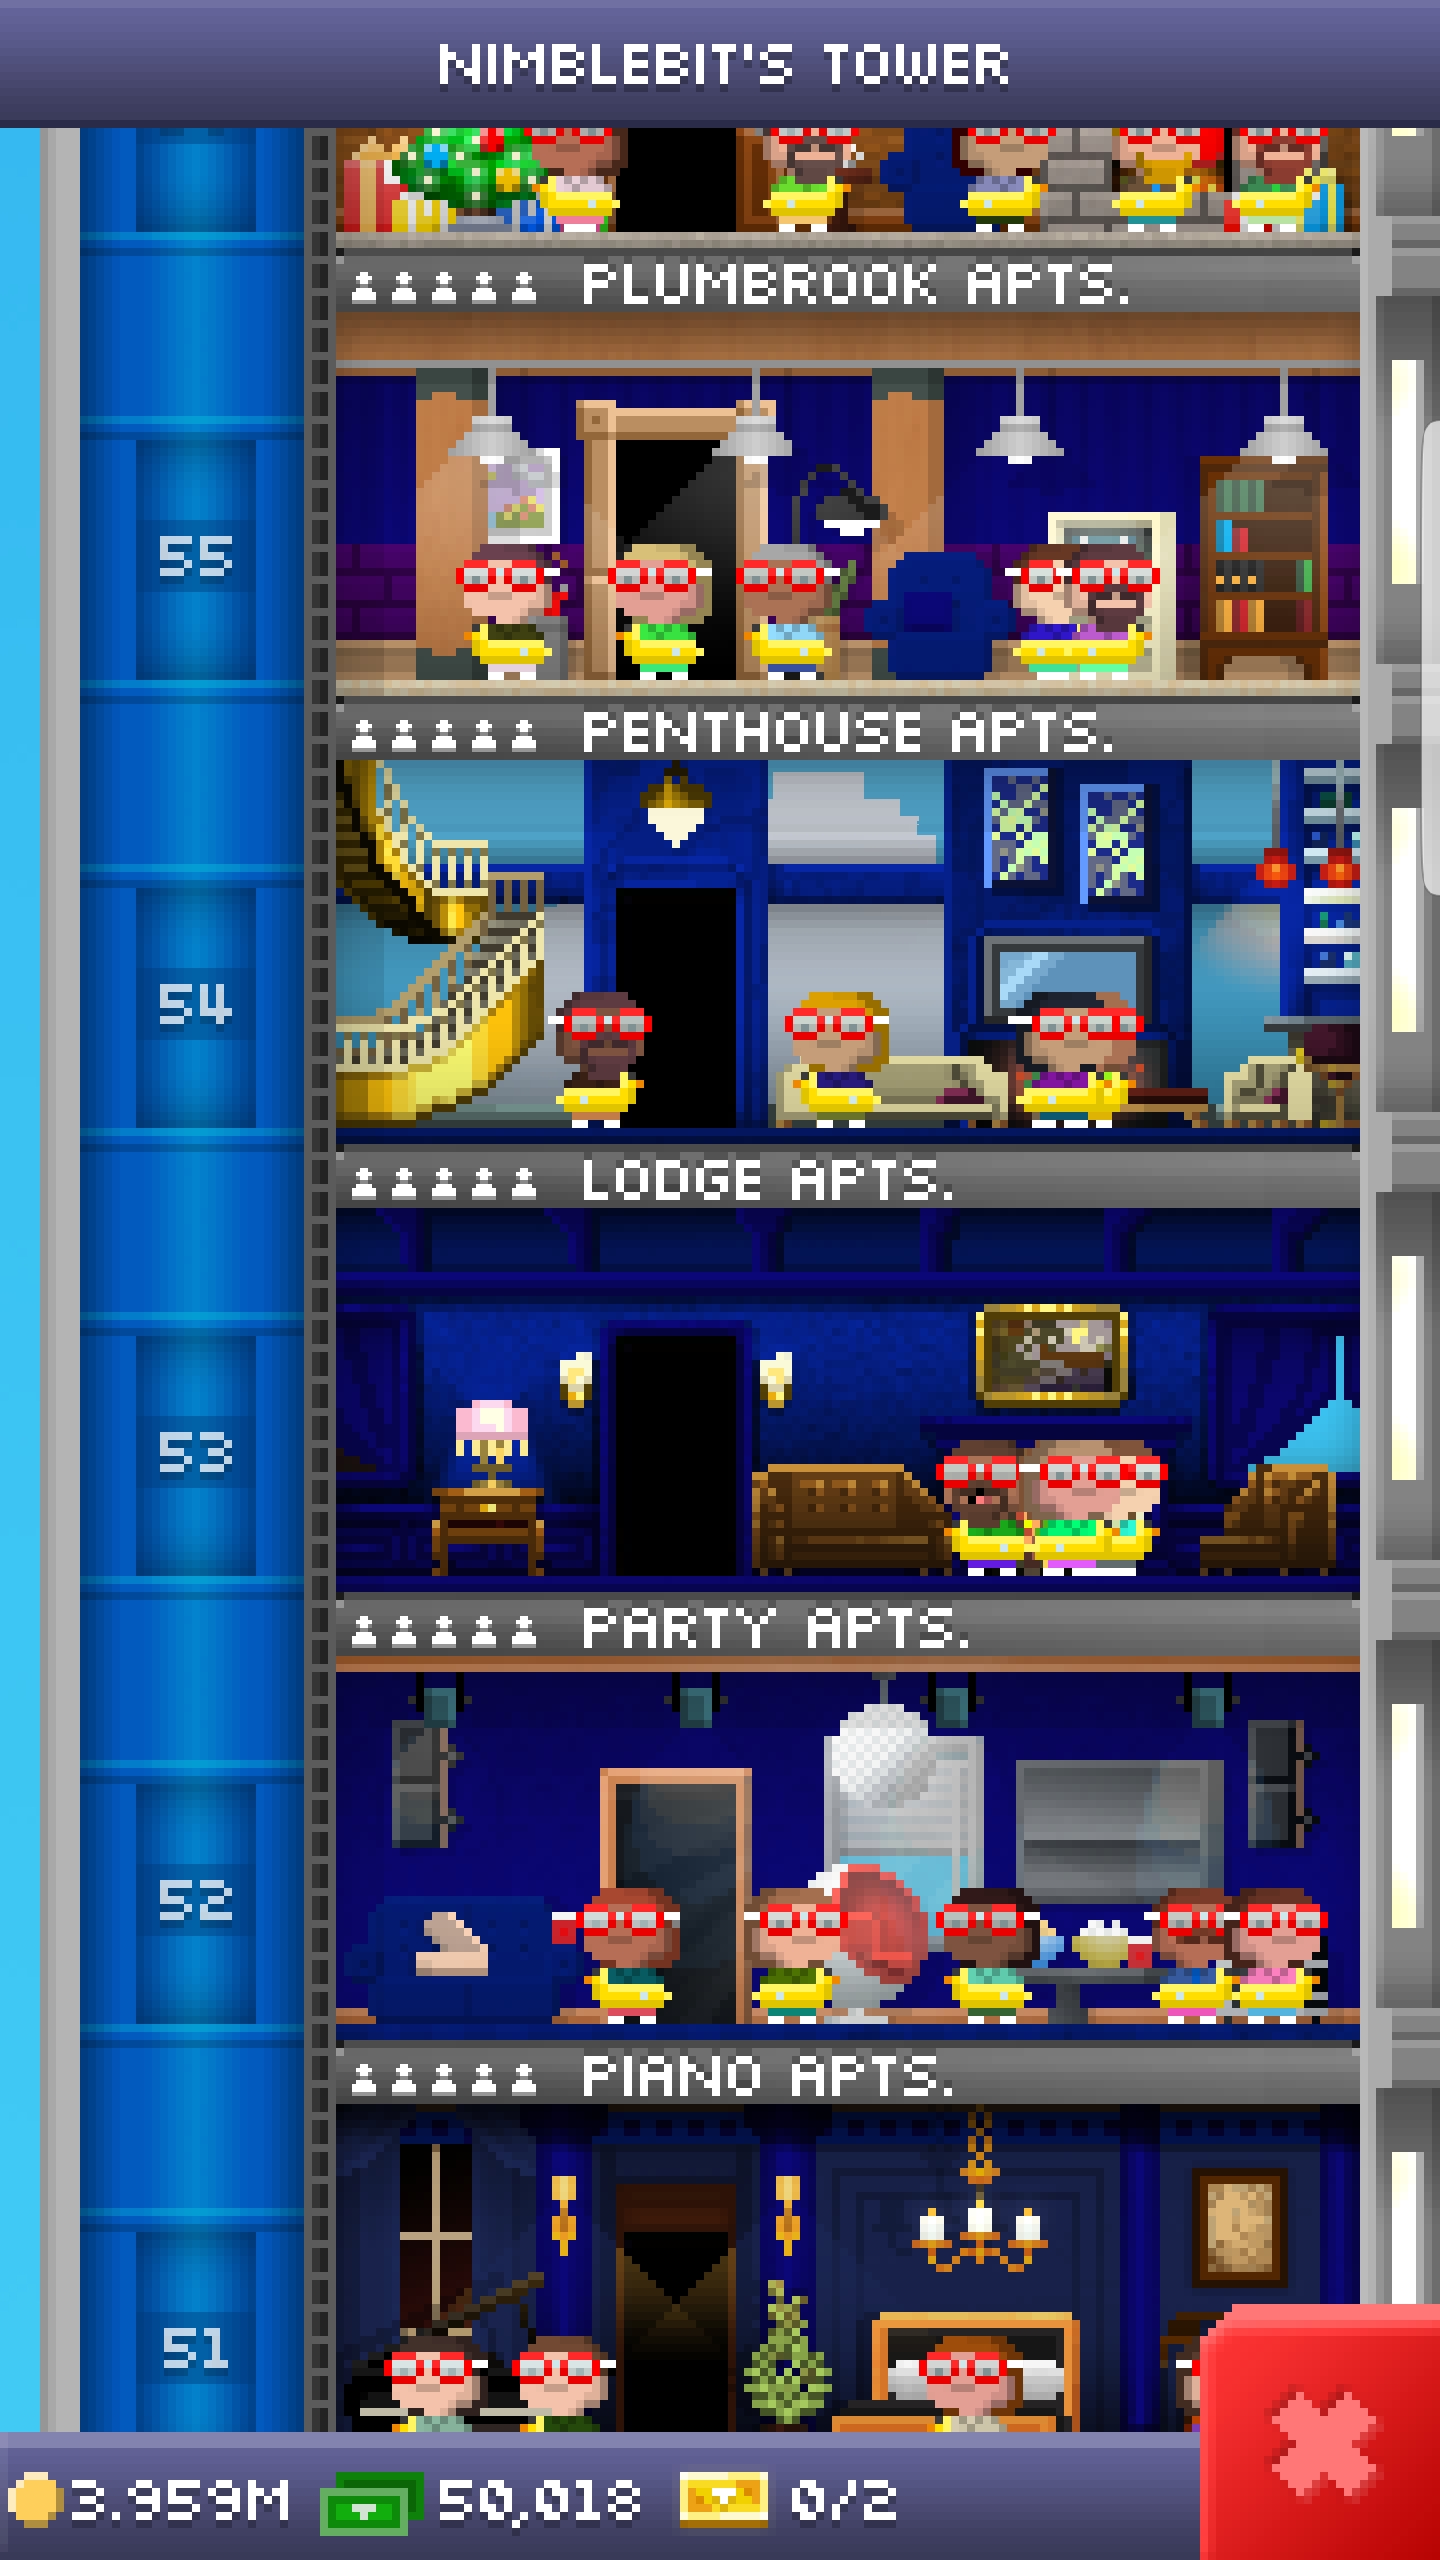 NIMBLEBIT'S TOWER
PLUMBROOK APTS.
55
PENTHOUSE APTS.
54
LODGE APTS.
53
PARTY APTS.
52
PIANO APTS.
51
3.959M 50,018 0/2